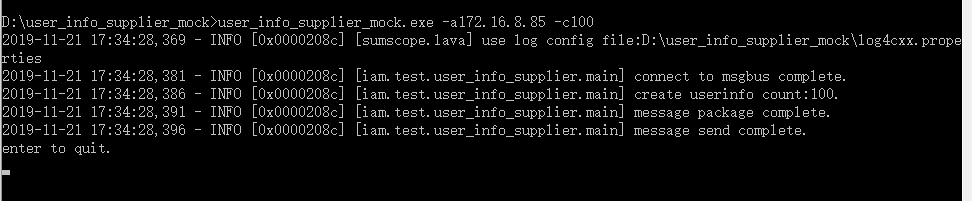 D:\user_info_supplier_mock>user_info_supplier_mock.exe -a172.16.8.85 -c100
2019-11-21 17:34:28,369 - INFO [0x0000208c] [sumscope.lava] use log config file:D:\user_info_supplier_mock\log4cxx.prope
rties
2019-11-21 17:34:28,381 - INFO [0x0000208c] [iam.test.user_info_supplier.main] connect to msgbus complete.
2019-11-21 17:34:28,386 - INFO [0x0000208c] [iam.test.user_info_supplier.main] create userinfo count:100.
2019-11-21 17:34:28,391 - INFO [0x0000208c] [iam.test.user_info_supplier.main] message package complete.
2019-11-21 17:34:28,396 - INFO [0x0000208c] [iam.test.user_info_supplier.main] message send complete.
enter to quit.